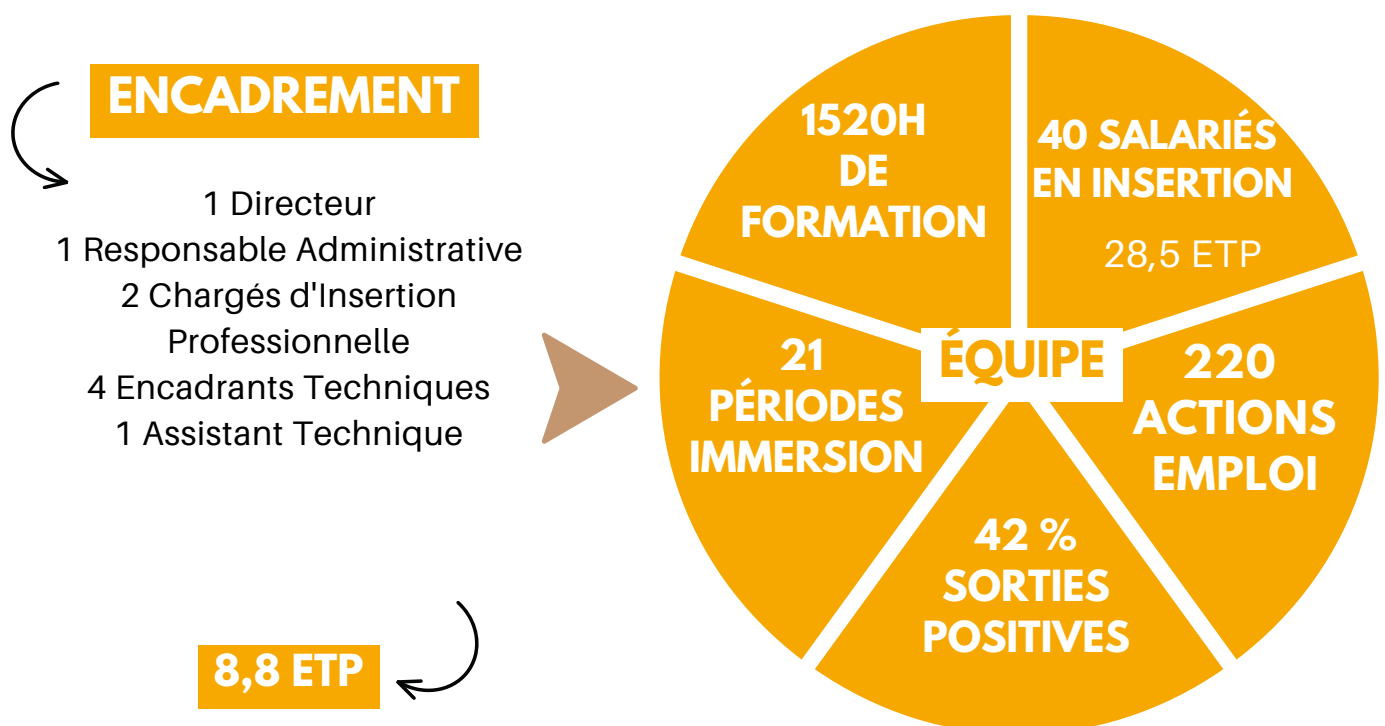 ENCADREMENT
1 Directeur
1 Responsable Administrative
2 Chargés d'Insertion
Professionnelle
4 Encadrants Techniques
1 Assistant Technique
8,8 ETP
1520H
DE
FORMATION
40 SALARIÉS
EN INSERTION
28,5 ETP
21
PÉRIODES
IMMERSION
ÉQUIPE
220
ACTIONS
EMPLOI
42 %
SORTIES
POSITIVES